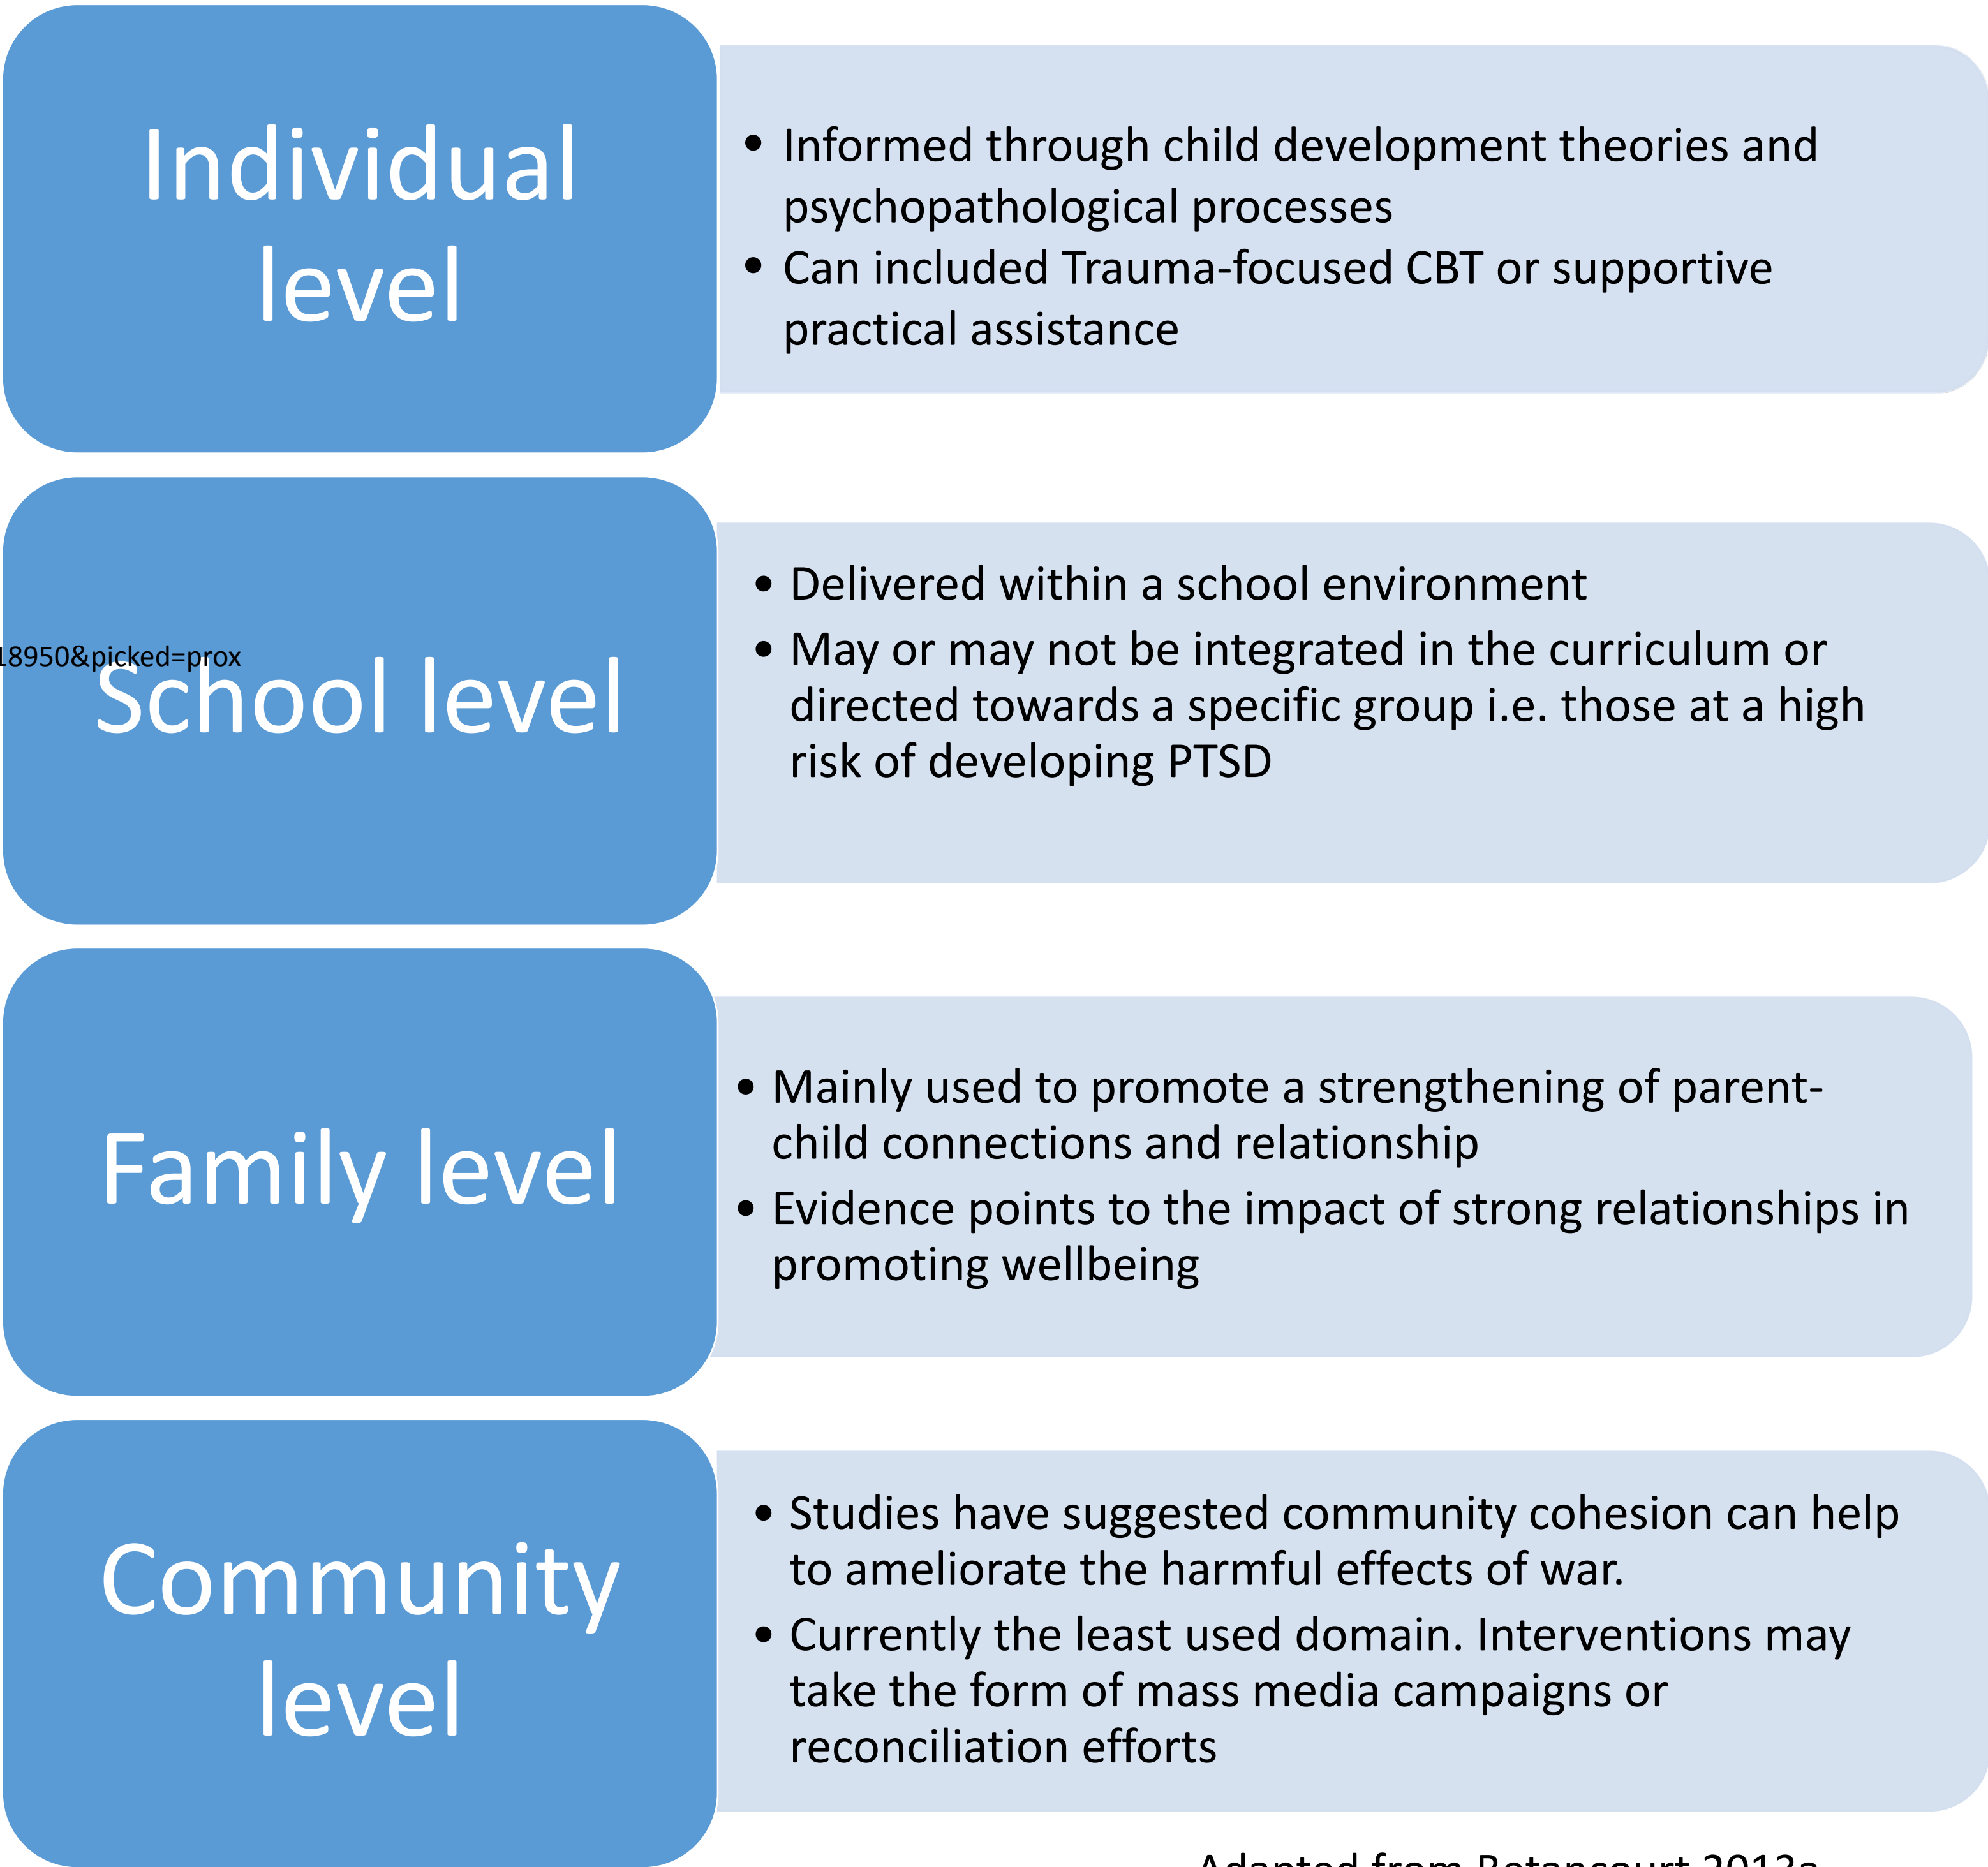 Individual
level
• Informed through child development theories and
psychopathological processes
• Can included Trauma-focused CBT or supportive
practical assistance
18950&picked=prox
School level
• Delivered within a school environment
• May or may not be integrated in the curriculum or
directed towards a specific group i.e. those at a high
risk of developing PTSD
Family level
• Mainly used to promote a strengthening of parent-
child connections and relationship
• Evidence points to the impact of strong relationships in
promoting wellbeing
Community
level
• Studies have suggested community cohesion can help
to ameliorate the harmful effects of war.
• Currently the least used domain. Interventions may
take the form of mass media campaigns or
reconciliation efforts
Adapted from Betancourt